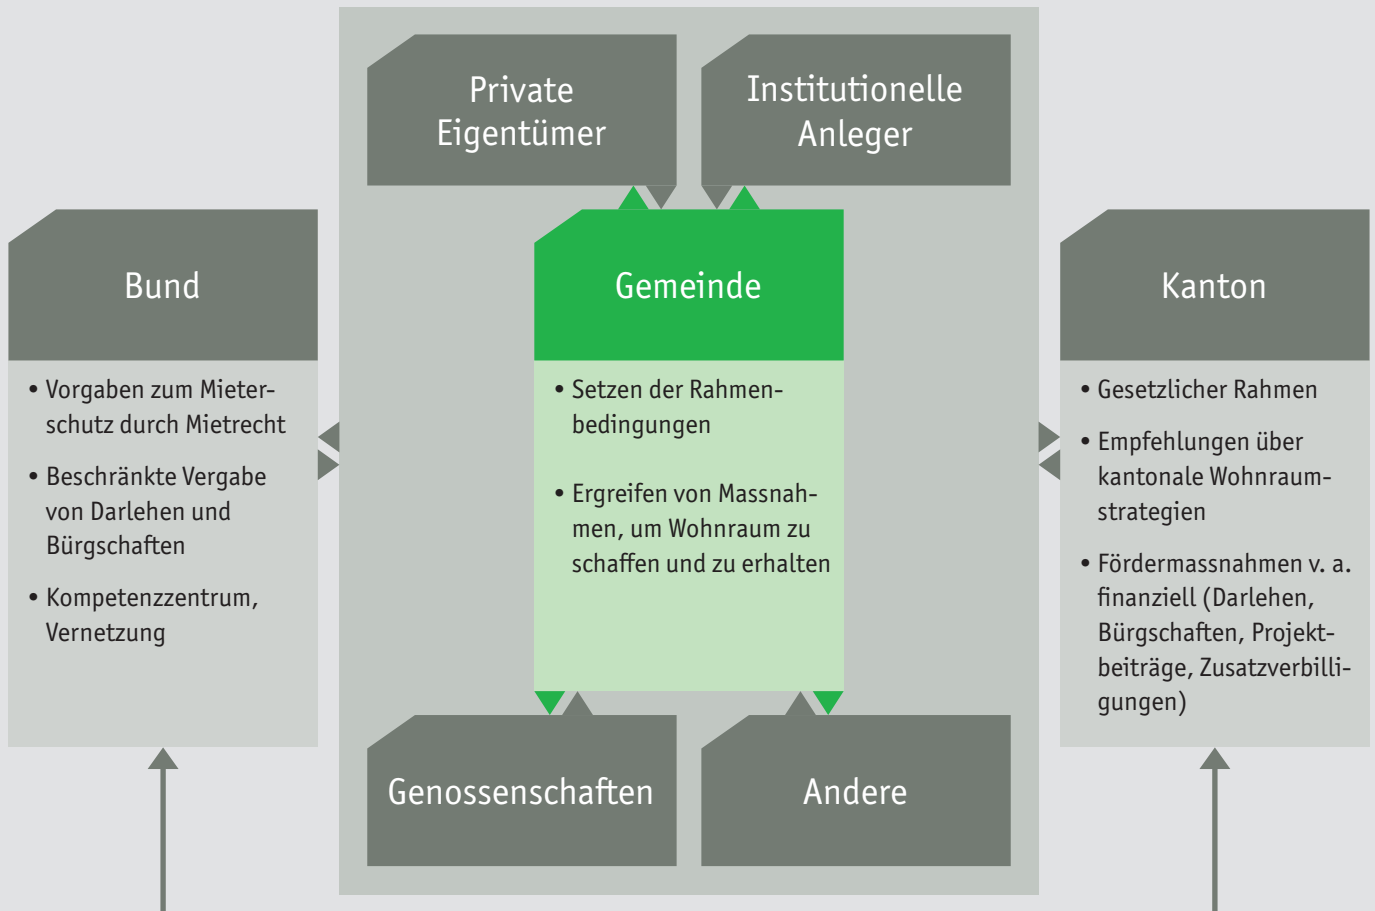 Private
Eigentümer
Institutionelle
Anleger
Bund
• Vorgaben zum Mieter-
schutz durch Mietrecht
• Beschränkte Vergabe
von Darlehen und
Bürgschaften
• Kompetenzzentrum,
Vernetzung
Gemeinde
• Setzen der Rahmen-
bedingungen
• Ergreifen von Massnah-
men, um Wohnraum zu
schaffen und zu erhalten
Kanton
• Gesetzlicher Rahmen
• Empfehlungen über
kantonale Wohnraum-
strategien
• Fördermassnahmen v. a.
finanziell (Darlehen,
Bürgschaften, Projekt-
beiträge, Zusatzverbilli-
gungen)
Genossenschaften
Andere